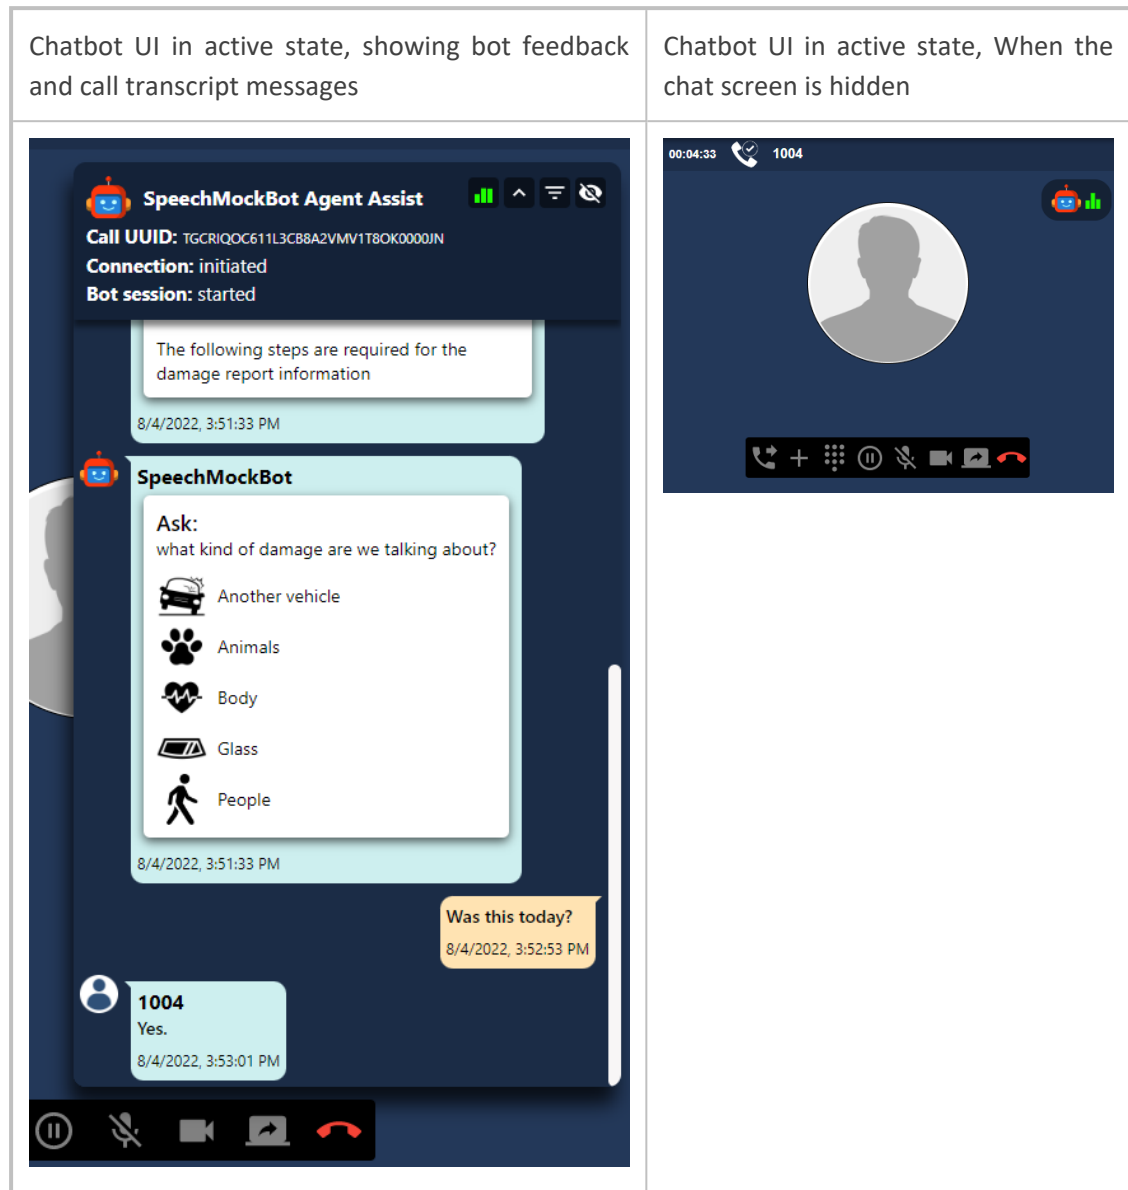 Chatbot UI in active state, showing bot feedback
and call transcript messages
Chatbot UI in active state, When the
chat screen is hidden
SpeechMockBot Agent Assist
Call UUID: TGCRIQOC611L3CB8A2VMV1T8OK0000JN
Connection: initiated
Bot session: started
The following steps are required for the
damage report information
8/4/2022, 3:51:33 PM
SpeechMockBot
Ask:
what kind of damage are we talking about?
Another vehicle
Animals
Body
Glass
People
8/4/2022, 3:51:33 PM
Was this today?
8/4/2022, 3:52:53 PM
1004
Yes.
8/4/2022, 3:53:01 PM
00:04:33 1004